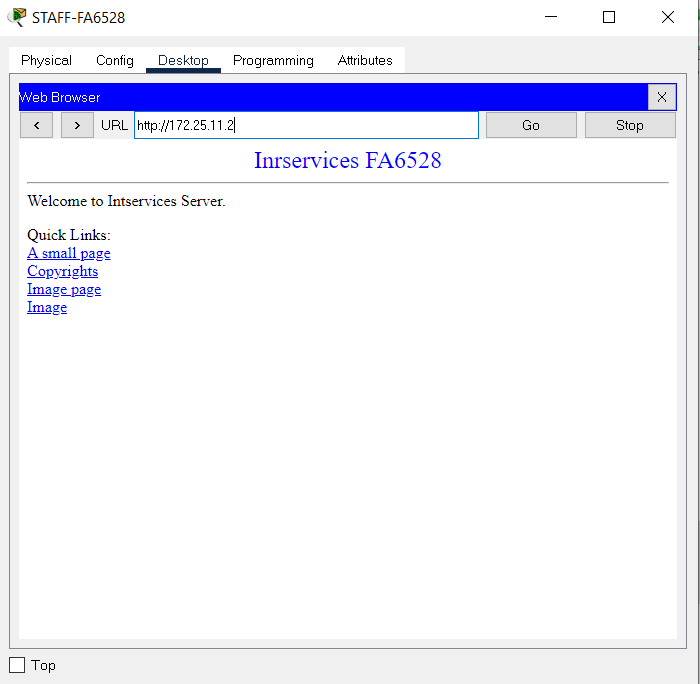 STAFF-FA6528
Physical Config Desktop Programming Attributes
Web Browser X
< > URL http://172.25.11.2 Go Stop
Inrservices FA6528
Welcome to Intservices Server.
Quick Links:
A small page
Copyrights
Image page
Image
Top